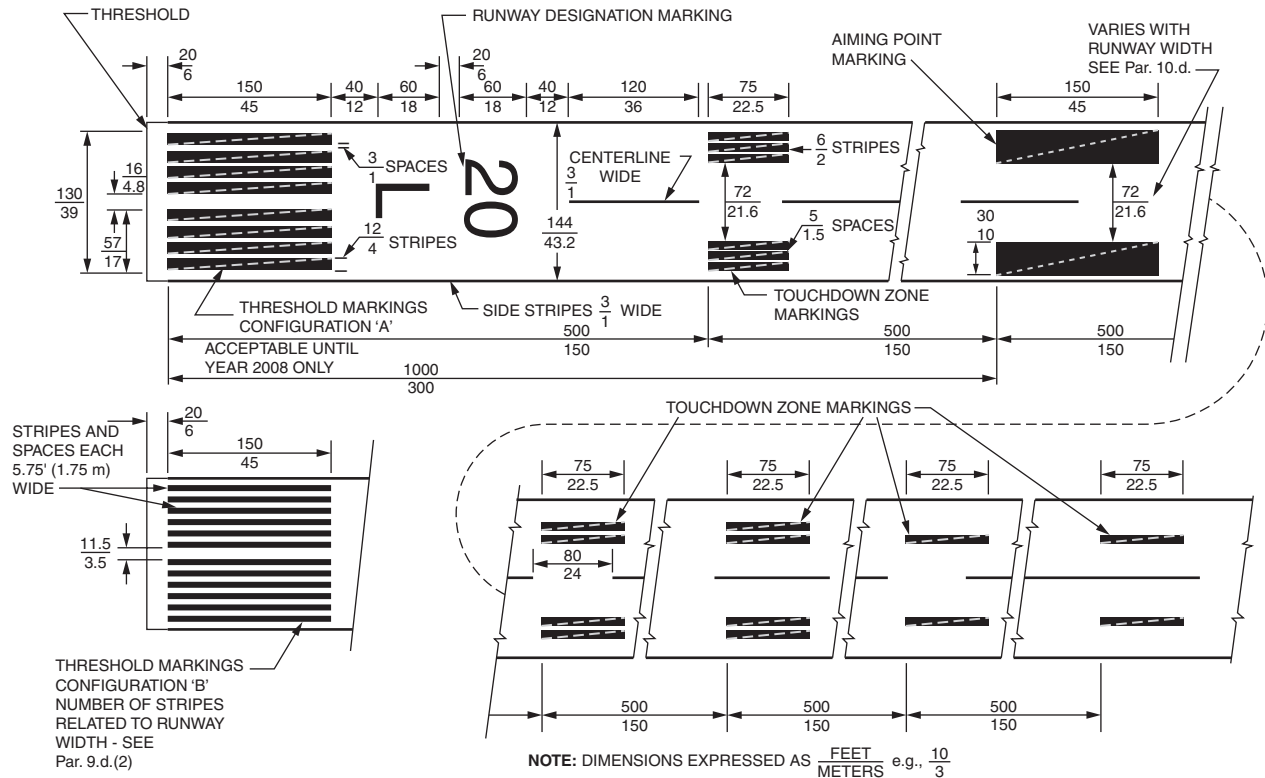 THRESHOLD
RUNWAY DESIGNATION MARKING
AIMING POINT
MARKING
VARIES WITH
RUNWAY WIDTH
SEE Par. 10.d.
20
6
20
6
150
45
40
12
60
18
60
18
40
12
120
36
75
22.5
150
45
130
39
16
4.8
57
17
3
1
SPACES
12
4
STRIPES
L
20
3
1
144
43.2
CENTERLINE
WIDE
6
2
STRIPES
72
21.6
5
1.5
SPACES
72
21.6
30
10
THRESHOLD MARKINGS
CONFIGURATION 'A'
ACCEPTABLE UNTIL
YEAR 2008 ONLY
SIDE STRIPES 3/1 WIDE
TOUCHDOWN ZONE
MARKINGS
500
150
500
150
500
150
1000
300
20
6
STRIPES AND
SPACES EACH
5.75' (1.75 m)
WIDE
150
45
11.5
3.5
THRESHOLD MARKINGS
CONFIGURATION 'B'
NUMBER OF STRIPES
RELATED TO RUNWAY
WIDTH - SEE
Par. 9.d.(2)
TOUCHDOWN ZONE MARKINGS
75
22.5
75
22.5
75
22.5
75
22.5
80
24
500
150
500
150
500
150
NOTE: DIMENSIONS EXPRESSED AS FEET/METERS e.g., 10/3